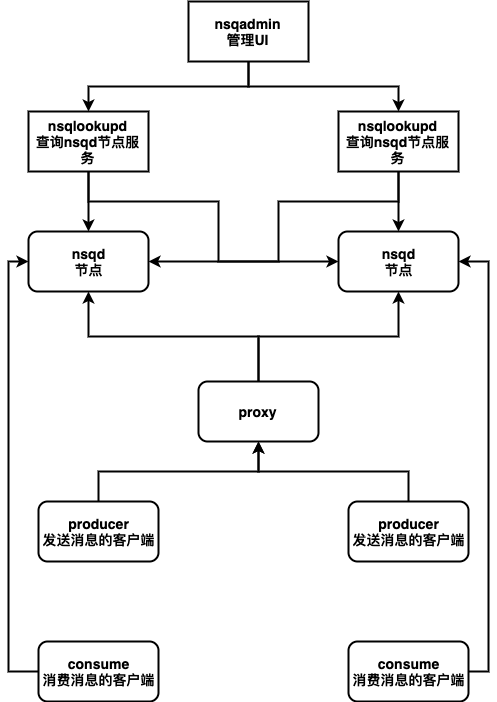 nsqadmin
管理UI
nsqlookupd
查询nsqd节点服
务
nsqlookupd
查询nsqd节点服
务
nsqd
节点
nsqd
节点
proxy
producer
发送消息的客户端
producer
发送消息的客户端
consume
消费消息的客户端
consume
消费消息的客户端